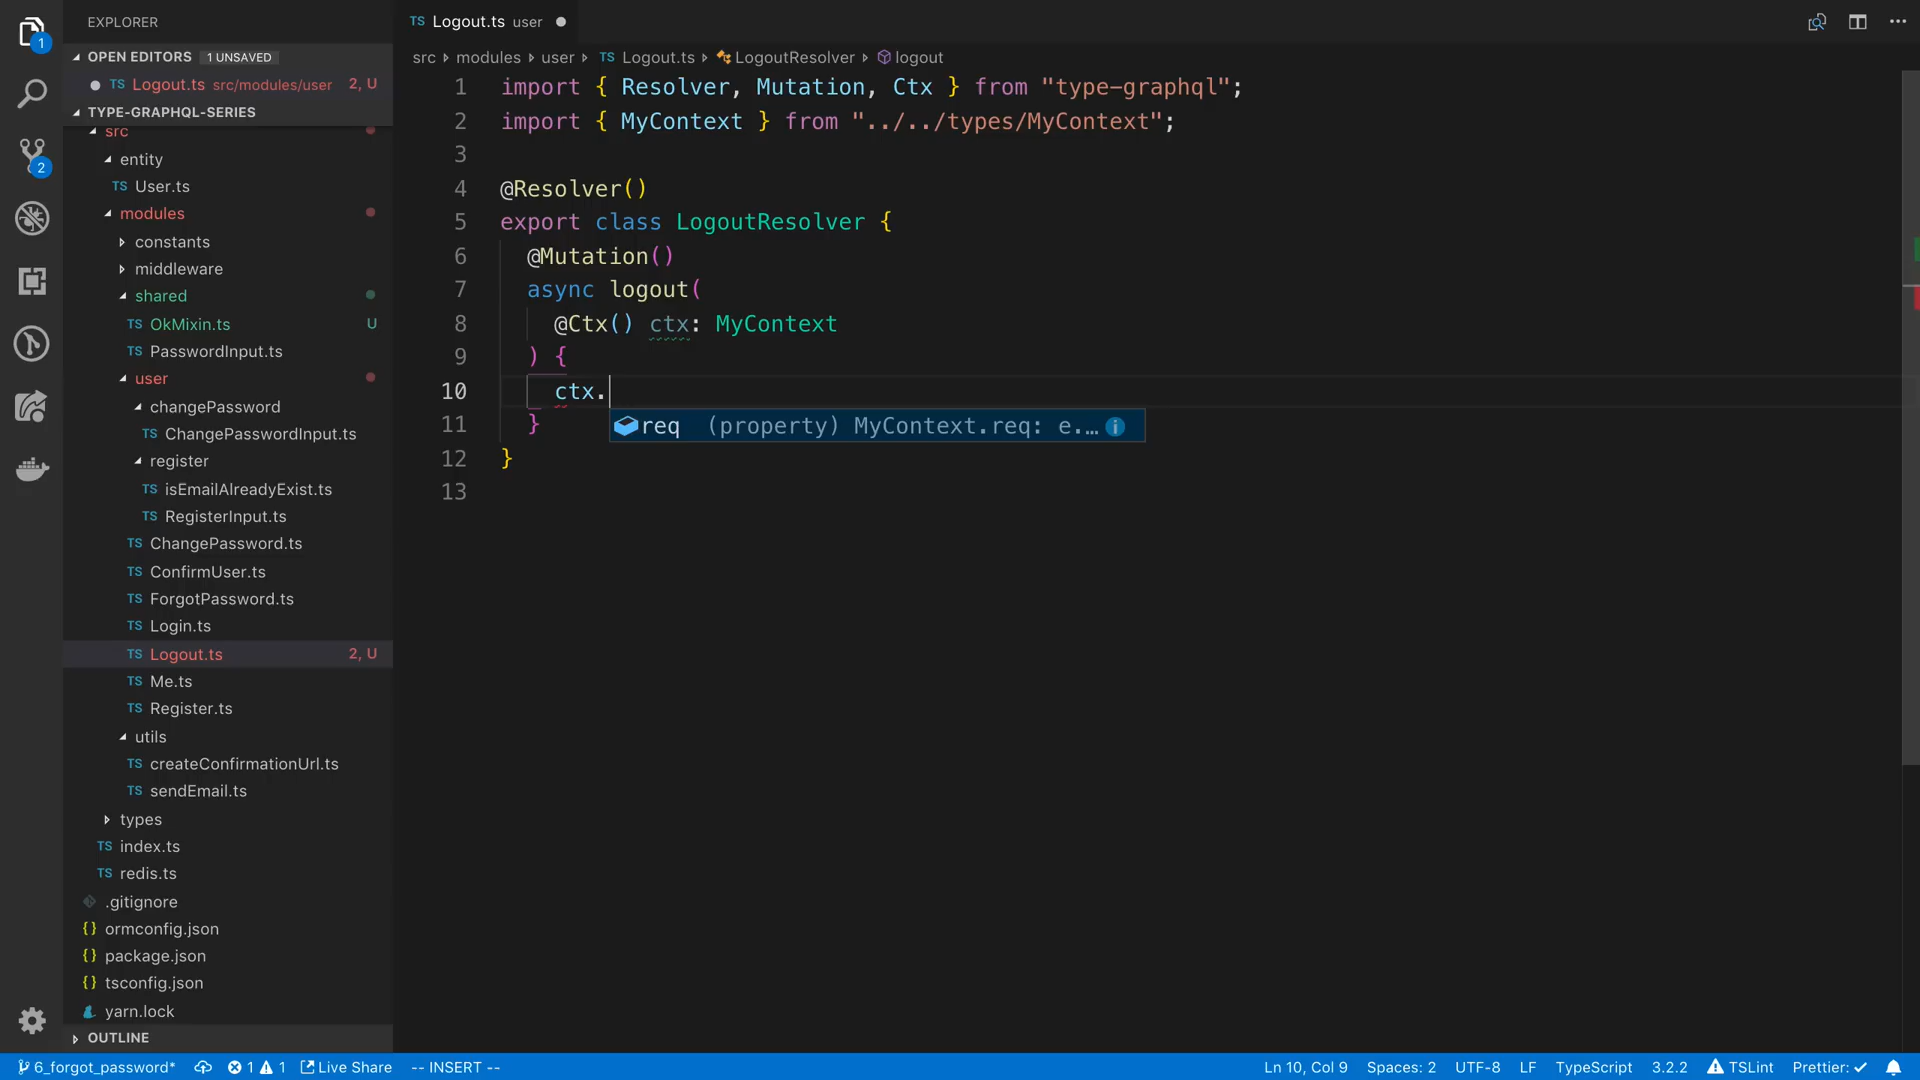 EXPLORER
OPEN EDITORS 1 UNSAVED
Logout.ts src/modules/user 2, U
TYPE-GRAPHQL-SERIES
src
entity
TS User.ts
modules
constants
middleware
shared
TS OkMixin.ts U
TS PasswordInput.ts
user
changePassword
TS ChangePasswordInput.ts
register
TS isEmailAlreadyExist.ts
TS RegisterInput.ts
TS ChangePassword.ts
TS ConfirmUser.ts
TS ForgotPassword.ts
TS Login.ts
TS Logout.ts 2, U
TS Me.ts
TS Register.ts
utils
TS createConfirmationUrl.ts
TS sendEmail.ts
types
TS index.ts
TS redis.ts
.gitignore
{} ormconfig.json
{} package.json
{} tsconfig.json
yarn.lock
OUTLINE
1
2
TS Logout.ts user
src modules user TS Logout.ts LogoutResolver logout
1 import { Resolver, Mutation, Ctx } from "type-graphql";
2 import { MyContext } from "../../types/MyContext";
3
4 @Resolver()
5 export class LogoutResolver {
6 @Mutation()
7 async logout(
8 @Ctx() ctx: MyContext
9 ) {
10 ctx.
req (property) MyContext.req: e.…
11 }
12 }
13
6_forgot_password* 1 1 Live Share -- INSERT -- Ln 10, Col 9 Spaces: 2 UTF-8 LF TypeScript 3.2.2 TSLint Prettier: ✓